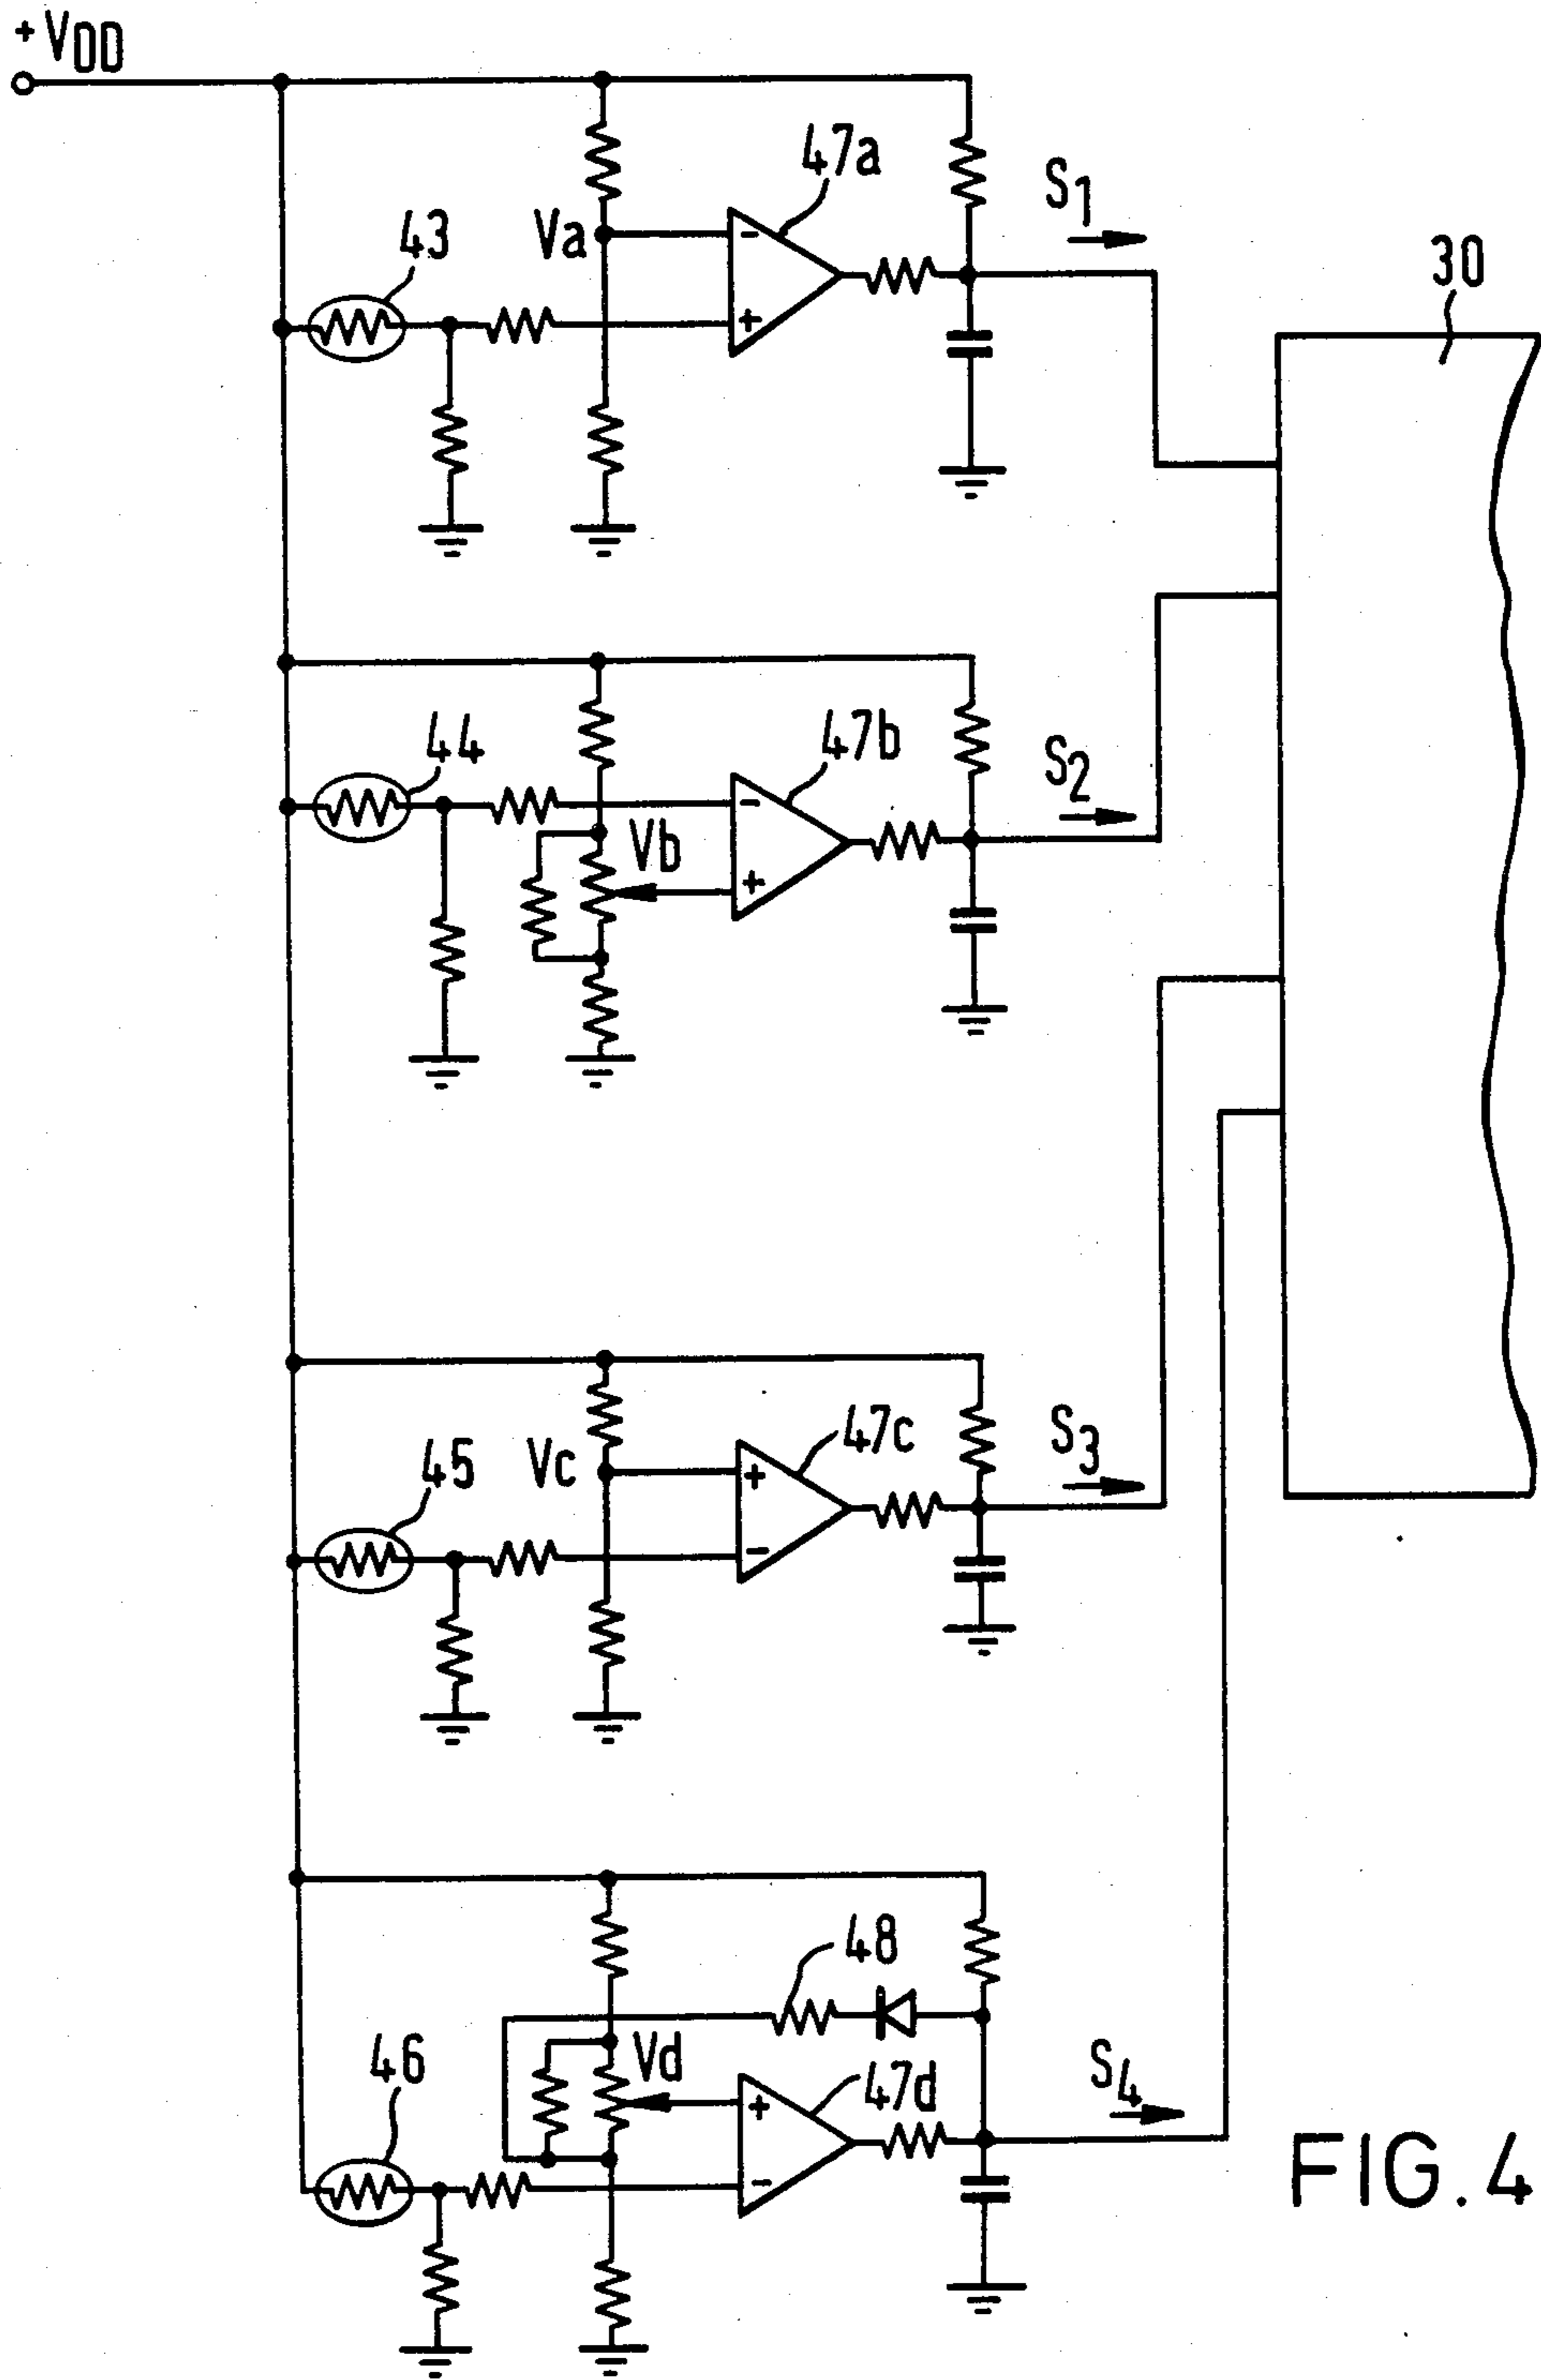 +VDD
47a
S1
43
Va
-
30
+
44
47b
S2
-
Vb
+
45
Vc
47c
S3
+
-
48
46
Vd
47d
S4
+
-
FIG. 4